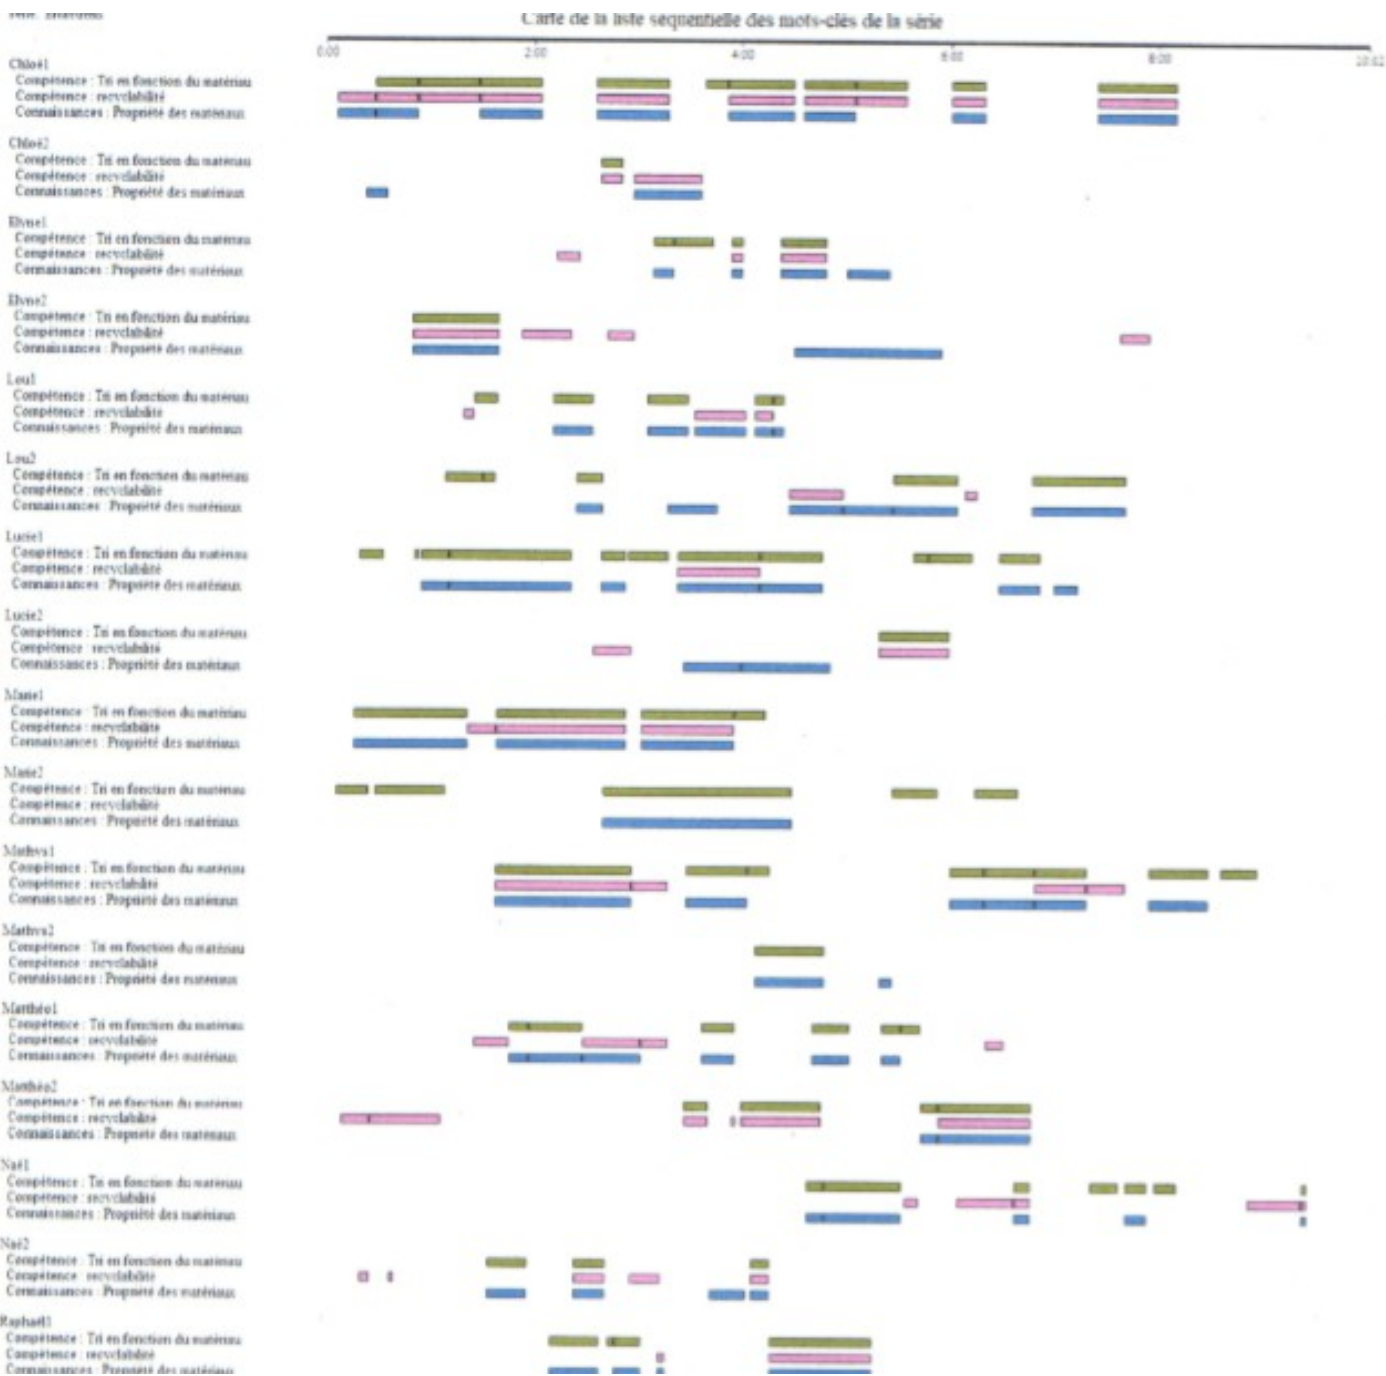 Carte de la liste séquentielle des mots-clés de la série
0:00 2:00 4:00 6:00 8:00 10:02
Chloé1
Compétence : Tri en fonction du matériau
Compétence : recyclabilité
Connaissances : Propriété des matériaux
Chloé2
Compétence : Tri en fonction du matériau
Compétence : recyclabilité
Connaissances : Propriété des matériaux
Elyne1
Compétence : Tri en fonction du matériau
Compétence : recyclabilité
Connaissances : Propriété des matériaux
Elyne2
Compétence : Tri en fonction du matériau
Compétence : recyclabilité
Connaissances : Propriété des matériaux
Lou1
Compétence : Tri en fonction du matériau
Compétence : recyclabilité
Connaissances : Propriété des matériaux
Lou2
Compétence : Tri en fonction du matériau
Compétence : recyclabilité
Connaissances : Propriété des matériaux
Lucie1
Compétence : Tri en fonction du matériau
Compétence : recyclabilité
Connaissances : Propriété des matériaux
Lucie2
Compétence : Tri en fonction du matériau
Compétence : recyclabilité
Connaissances : Propriété des matériaux
Marie1
Compétence : Tri en fonction du matériau
Compétence : recyclabilité
Connaissances : Propriété des matériaux
Marie2
Compétence : Tri en fonction du matériau
Compétence : recyclabilité
Connaissances : Propriété des matériaux
Mathys1
Compétence : Tri en fonction du matériau
Compétence : recyclabilité
Connaissances : Propriété des matériaux
Mathys2
Compétence : Tri en fonction du matériau
Compétence : recyclabilité
Connaissances : Propriété des matériaux
Matthéo1
Compétence : Tri en fonction du matériau
Compétence : recyclabilité
Connaissances : Propriété des matériaux
Matthéo2
Compétence : Tri en fonction du matériau
Compétence : recyclabilité
Connaissances : Propriété des matériaux
Naé1
Compétence : Tri en fonction du matériau
Compétence : recyclabilité
Connaissances : Propriété des matériaux
Naé2
Compétence : Tri en fonction du matériau
Compétence : recyclabilité
Connaissances : Propriété des matériaux
Raphaël1
Compétence : Tri en fonction du matériau
Compétence : recyclabilité
Connaissances : Propriété des matériaux